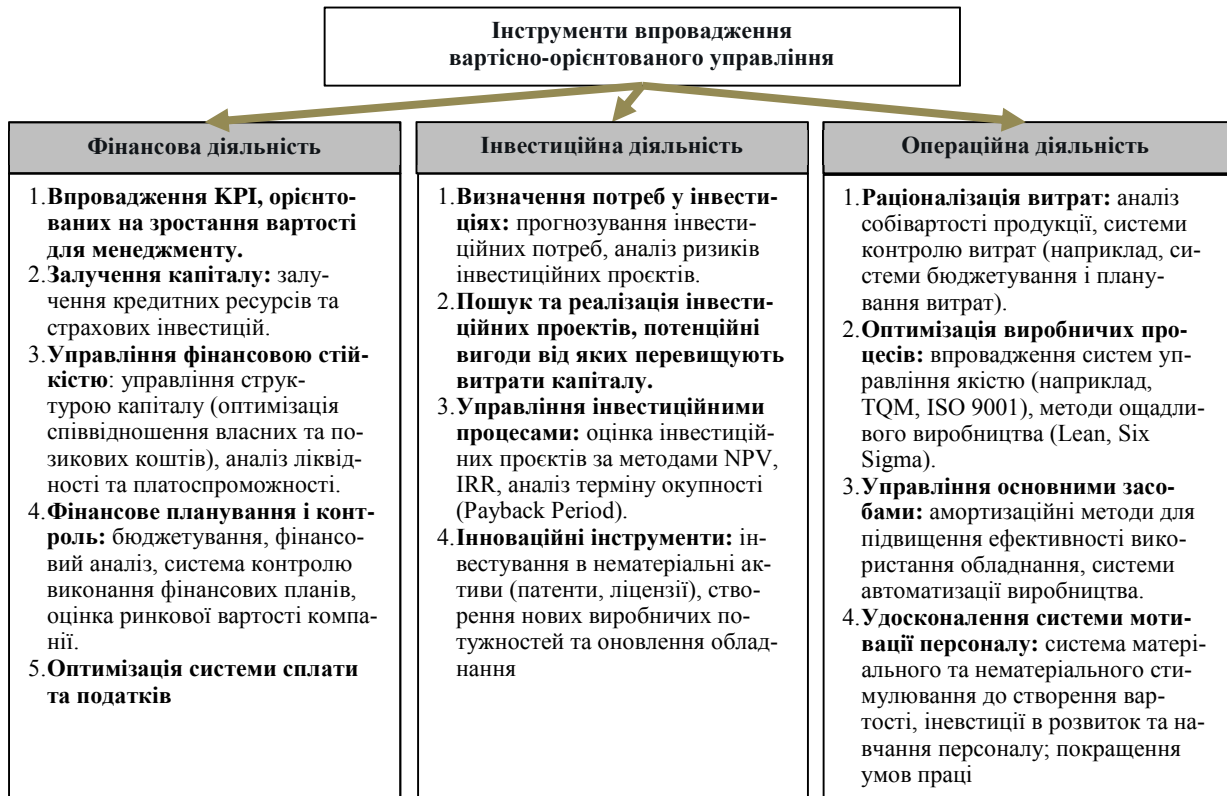 Інструменти впровадження
вартісно-орієнтованого управління
Фінансова діяльність
1.Впровадження KPI, орієнто-
ваних на зростання вартості
для менеджменту.
2.Залучення капіталу: залу-
чення кредитних ресурсів та
страхових інвестицій.
3.Управління фінансовою стій-
кістю: управління струк-
турою капіталу (оптимізація
співвідношення власних та по-
зикових коштів), аналіз ліквід-
ності та платоспроможності.
4.Фінансове планування і конт-
роль: бюджетування, фінансо-
вий аналіз, система контролю
виконання фінансових планів,
оцінка ринкової вартості компа-
нії.
5.Оптимізація системи сплати
та податків
Інвестиційна діяльність
1.Визначення потреб у інвести-
ціях: прогнозування інвести-
ційних потреб, аналіз ризиків
інвестиційних проєктів.
2.Пошук та реалізація інвести-
ційних проектів, потенційні
вигоди від яких перевищують
витрати капіталу.
3.Управління інвестиційними
процесами: оцінка інвестицій-
них проєктів за методами NPV,
IRR, аналіз терміну окупності
(Payback Period).
4.Інноваційні інструменти: ін-
вестування в нематеріальні ак-
тиви (патенти, ліцензії), ство-
рення нових виробничих по-
тужностей та оновлення облад-
нання
Операційна діяльність
1.Раціоналізація витрат: аналіз
собівартості продукції, системи
контролю витрат (наприклад, си-
стеми бюджетування і плану-
вання витрат).
2.Оптимізація виробничих про-
цесів: впровадження систем уп-
равління якістю (наприклад,
TQM, ISO 9001), методи ощадли-
вого виробництва (Lean, Six
Sigma).
3.Управління основними засо-
бами: амортизаційні методи для
підвищення ефективності вико-
ристання обладнання, системи
автоматизації виробництва.
4.Удосконалення системи моти-
вації персоналу: система матері-
ального та нематеріального сти-
мулювання до створення вар-
тості, іневстиції в розвиток та на-
вчання персоналу; покращення
умов праці